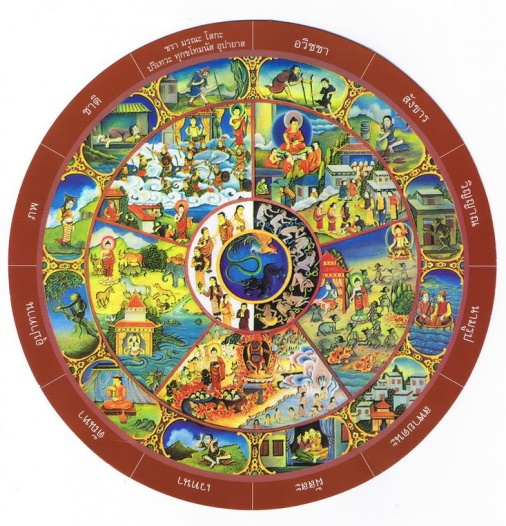 อวิชชา
สังขาร
วิญญาณ
นามรูป
สฬายตนะ
ผัสสะ
เวทนา
ตัณหา
อุปาทาน
ภพ
ชาติ
ชรา มรณะ โสกะ
ปริเทวะ ทุกขโทมนัส อุปายาส